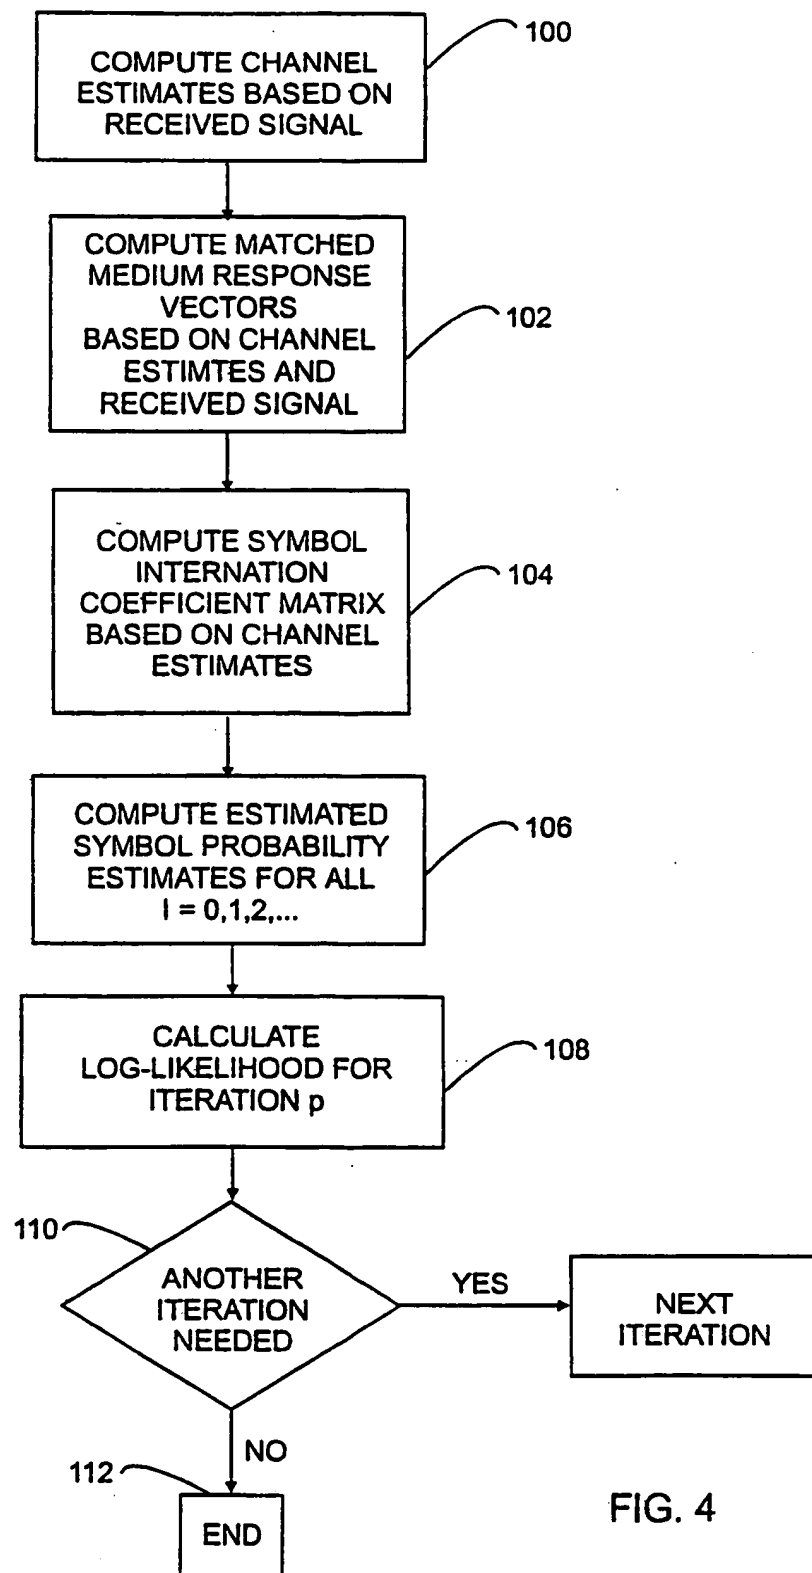 100
COMPUTE CHANNEL
ESTIMATES BASED ON
RECEIVED SIGNAL
COMPUTE MATCHED
MEDIUM RESPONSE
VECTORS
BASED ON CHANNEL
ESTIMTES AND
RECEIVED SIGNAL
102
COMPUTE SYMBOL
INTERNATION
COEFFICIENT MATRIX
BASED ON CHANNEL
ESTIMATES
104
COMPUTE ESTIMATED
SYMBOL PROBABILITY
ESTIMATES FOR ALL
I = 0,1,2,...
106
CALCULATE
LOG-LIKELIHOOD FOR
ITERATION p
108
110
ANOTHER
ITERATION
NEEDED
YES
NEXT
ITERATION
NO
112
END
FIG. 4